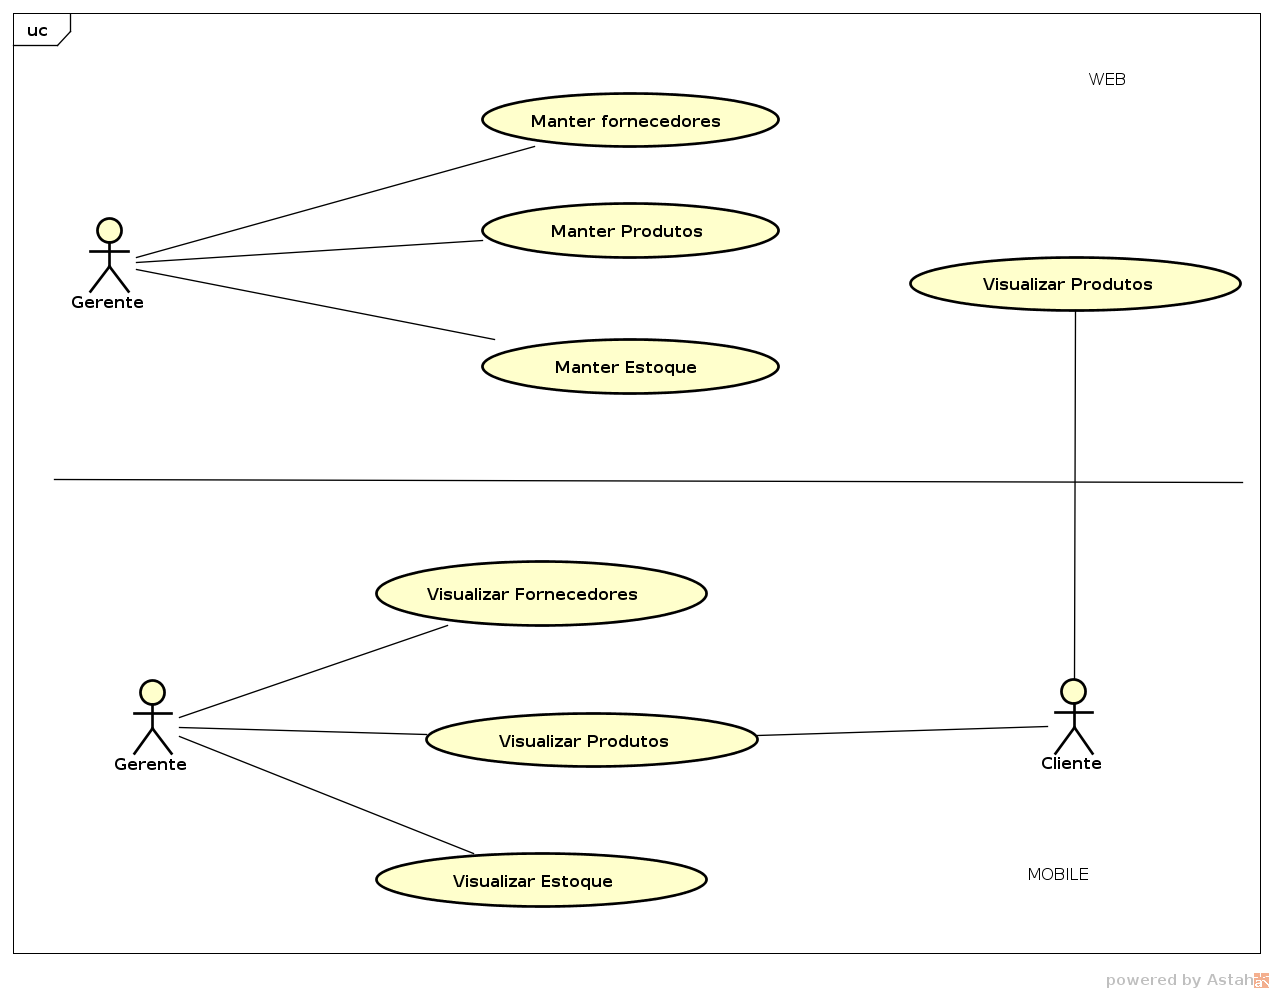 uc
WEB
Manter fornecedores
Manter Produtos
Visualizar Produtos
Gerente
Manter Estoque
Visualizar Fornecedores
Visualizar Produtos
Gerente
Cliente
Visualizar Estoque
MOBILE
powered by Astah